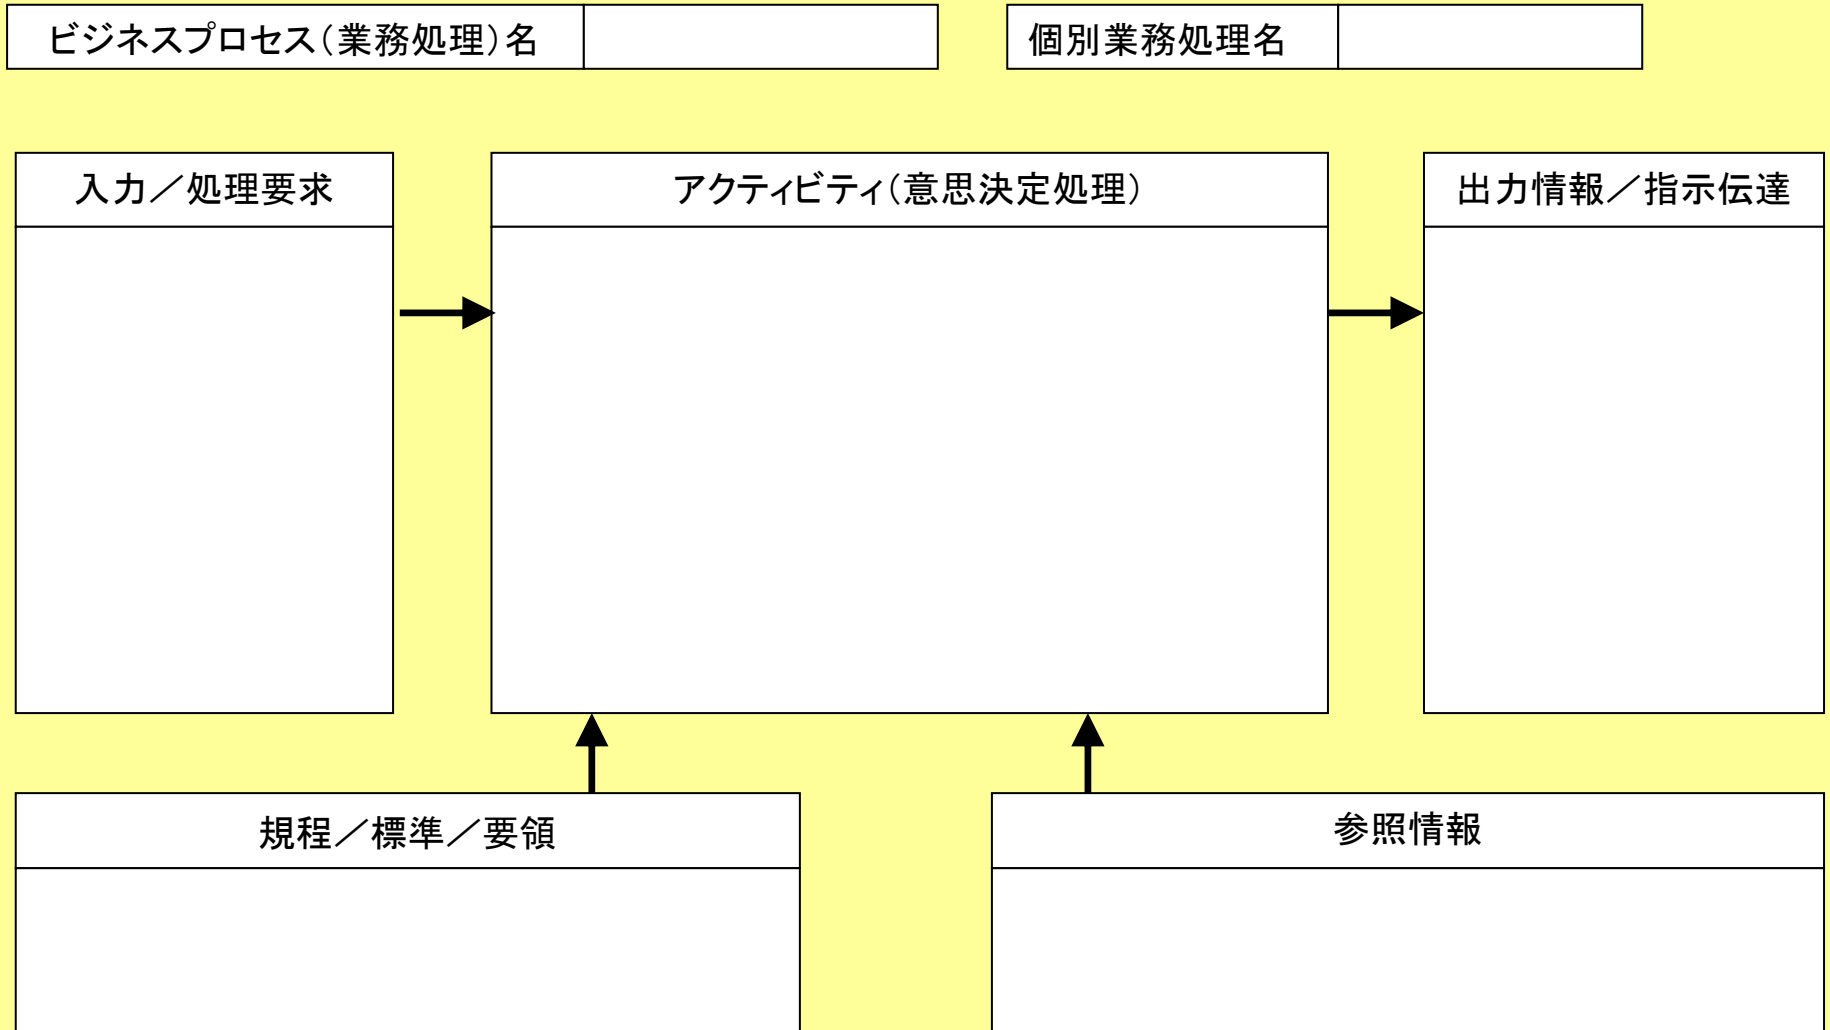 ビジネスプロセス（業務処理）名
個別業務処理名
入力／処理要求
アクティビティ（意思決定処理）
出力情報／指示伝達
規程／標準／要領
参照情報